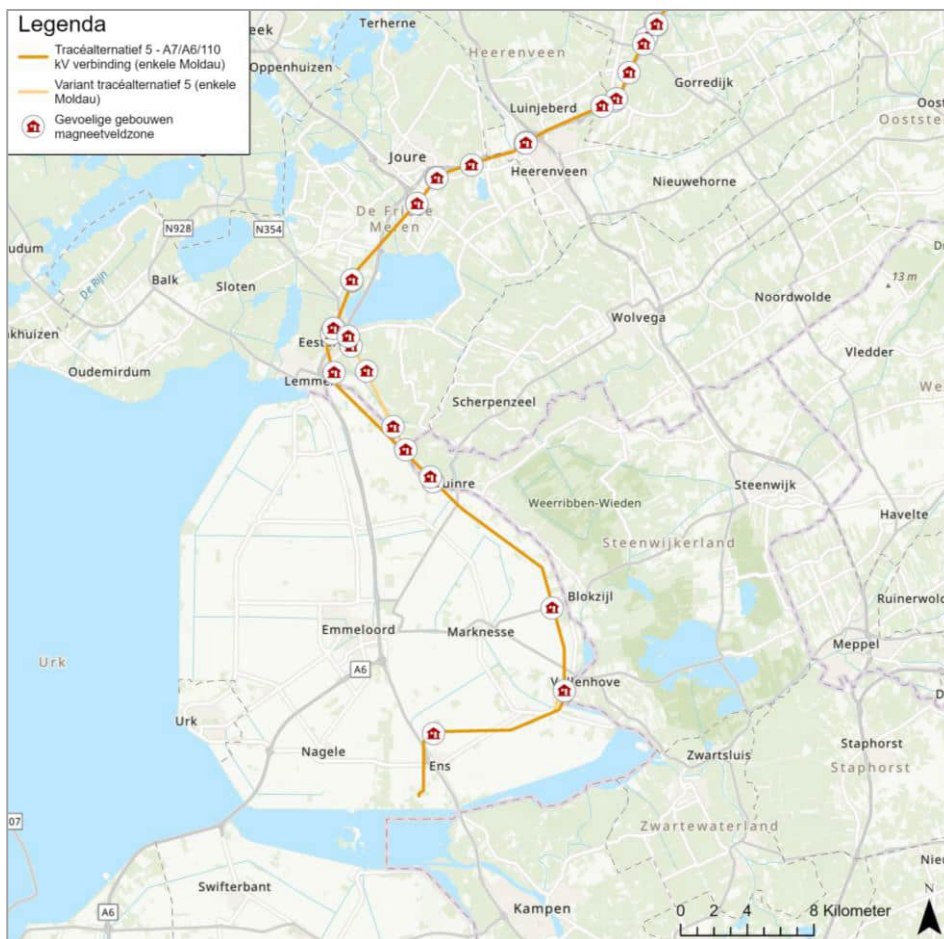 Legenda
Tracéalternatief 5 - A7/A6/110
kV verbinding (enkele Moldau)
Variant tracéalternatief 5 (enkele
Moldau)
Gevoelige gebouwen
magneetveldzone
Terherne
Heerenveen
Oppenhuizen
Gorredijk
Luinjeberd
Joure
Heerenveen
Nieuwehorne
De Friese
Meren
N928
N354
De Rijn
Balk
Sloten
13 m
Noordwolde
Wolvega
Vledder
Oudemirdum
Lemmer
Scherpenzeel
Steenwijk
Weerribben-Wieden
Havelte
Steenwijkerland
Blokzijl
Emmeloord
Marknesse
Meppel
Urk
A6
Vollenhove
Urk
Nagele
Ens
Zwartsluis
Staphorst
Staphorst
Zwartewaterland
Swifterbant
A6
Kampen
N
0 2 4 8 Kilometer